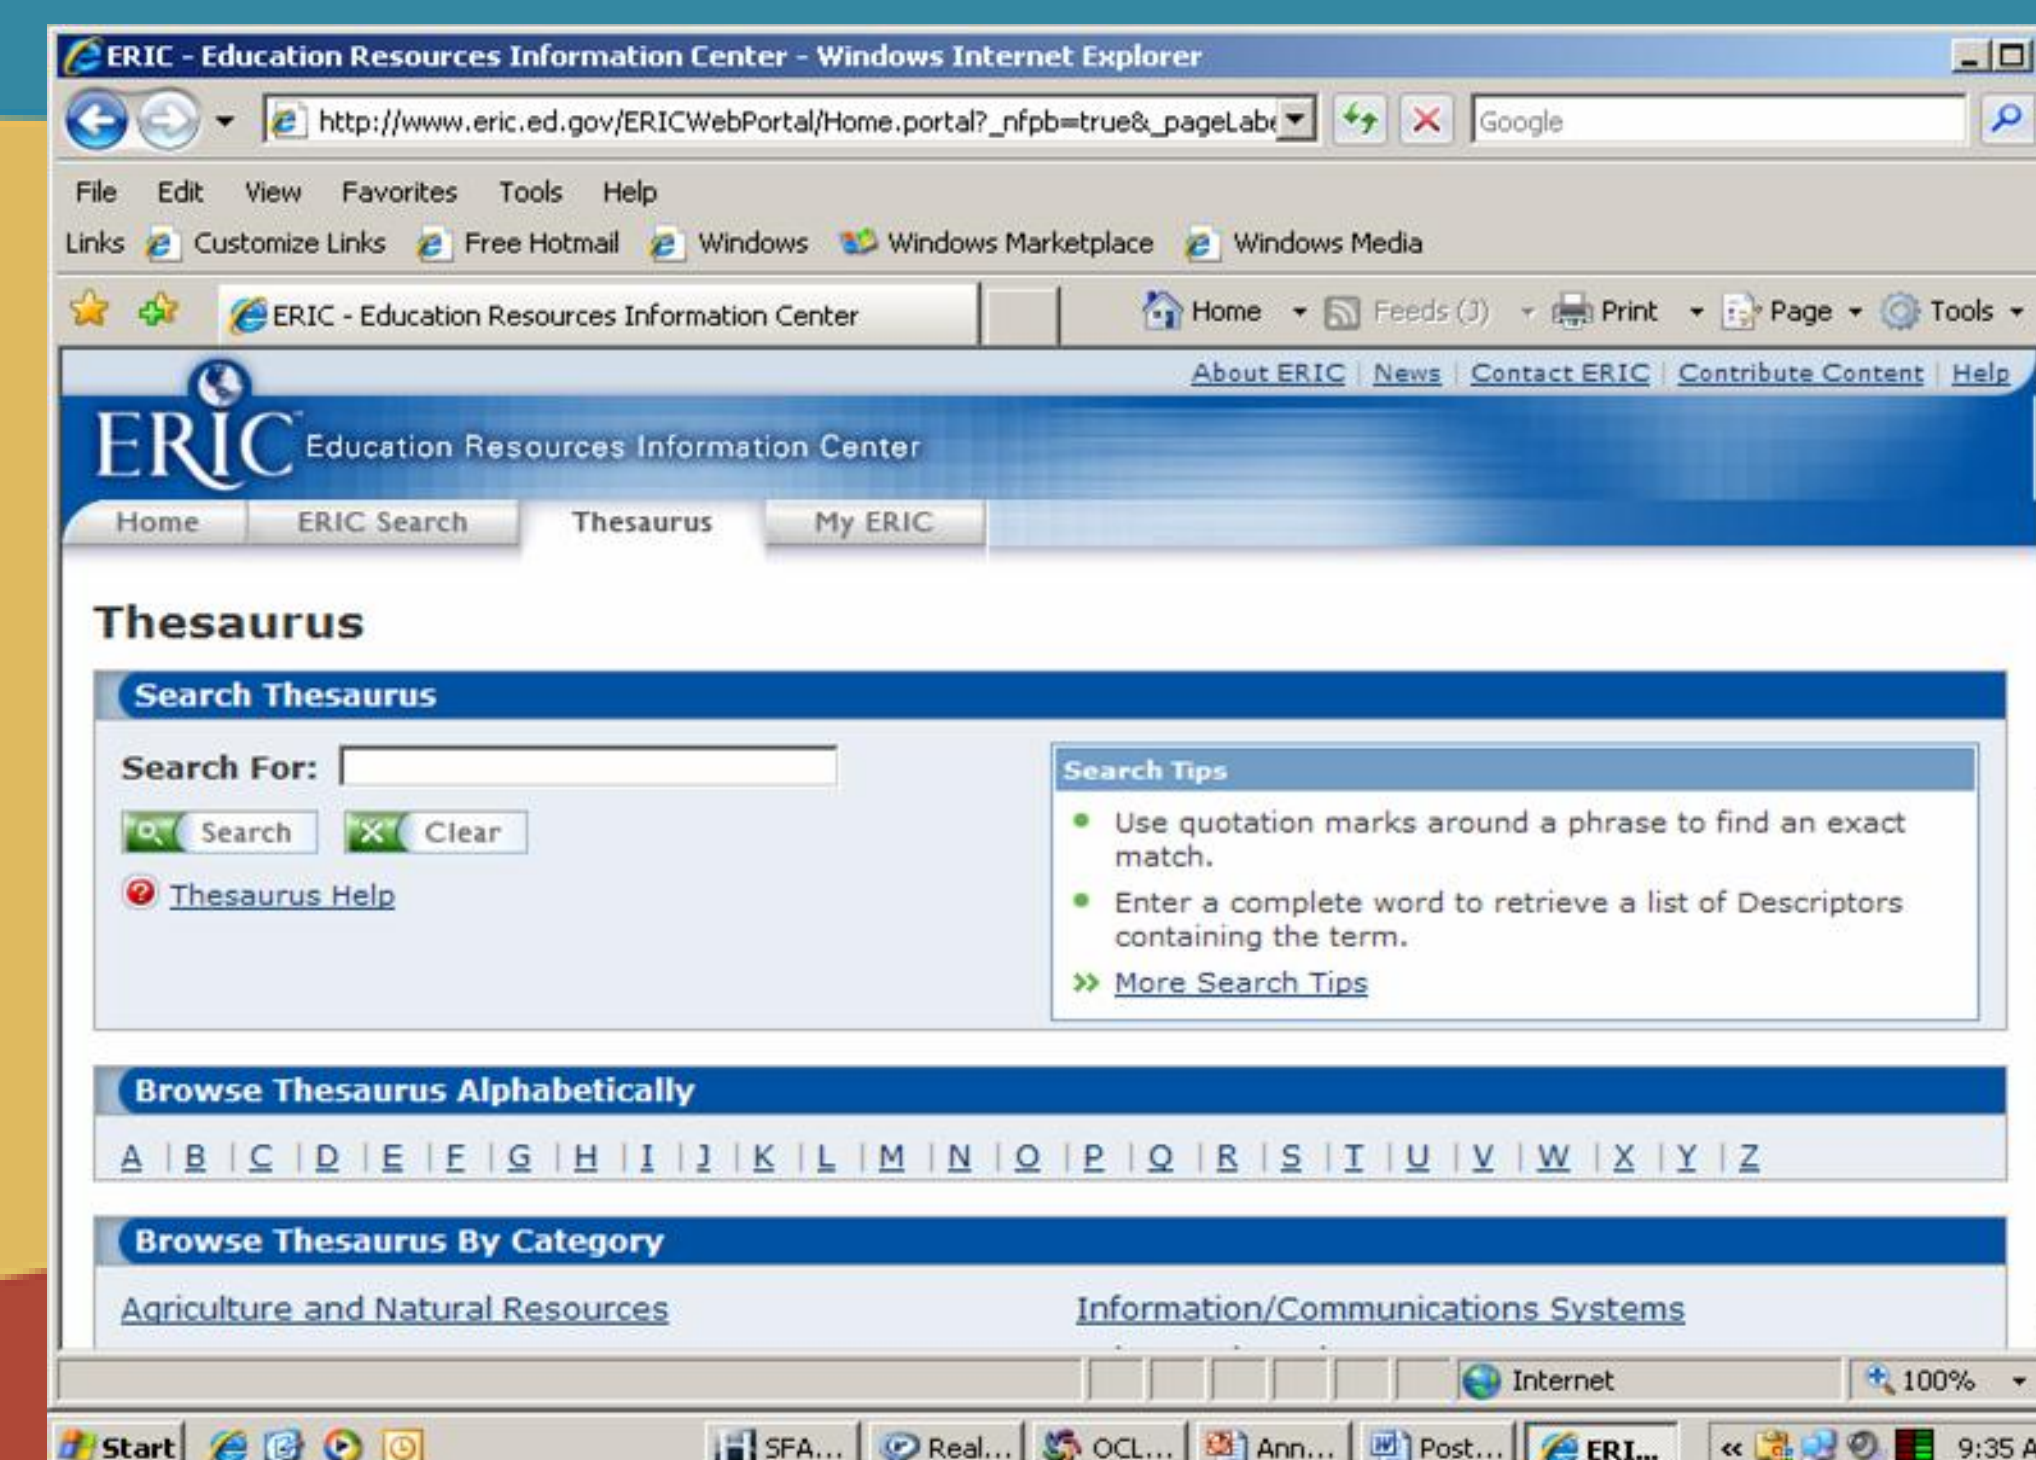 ERIC - Education Resources Information Center - Windows Internet Explorer
http://www.eric.ed.gov/ERICWebPortal/Home.portal?_nfpb=true&_pageLabe
Google
File Edit View Favorites Tools Help
Links Customize Links Free Hotmail Windows Windows Marketplace Windows Media
ERIC - Education Resources Information Center
Home Feeds (J) Print Page Tools
About ERIC | News | Contact ERIC | Contribute Content | Help
ERIC Education Resources Information Center
Home ERIC Search Thesaurus My ERIC
Thesaurus
Search Thesaurus
Search For:
Search Clear
Thesaurus Help
Search Tips
Use quotation marks around a phrase to find an exact
match.
Enter a complete word to retrieve a list of Descriptors
containing the term.
More Search Tips
Browse Thesaurus Alphabetically
A | B | C | D | E | F | G | H | I | J | K | L | M | N | O | P | Q | R | S | T | U | V | W | X | Y | Z
Browse Thesaurus By Category
Agriculture and Natural Resources
Information/Communications Systems
Internet 100%
Start SFA... Real... OCL... Ann... Post... ERI... « 9:35 A